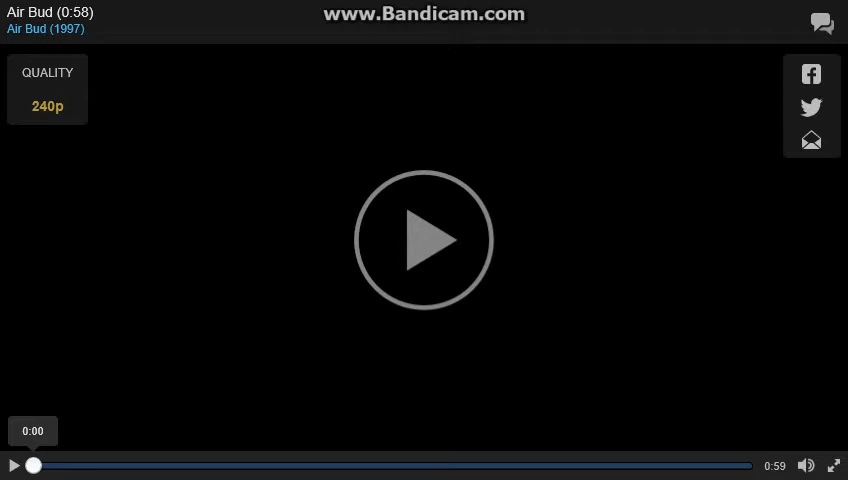 Air Bud (0:58)
www.Bandicam.com
Air Bud (1997)
QUALITY
240p
0:00
0:59